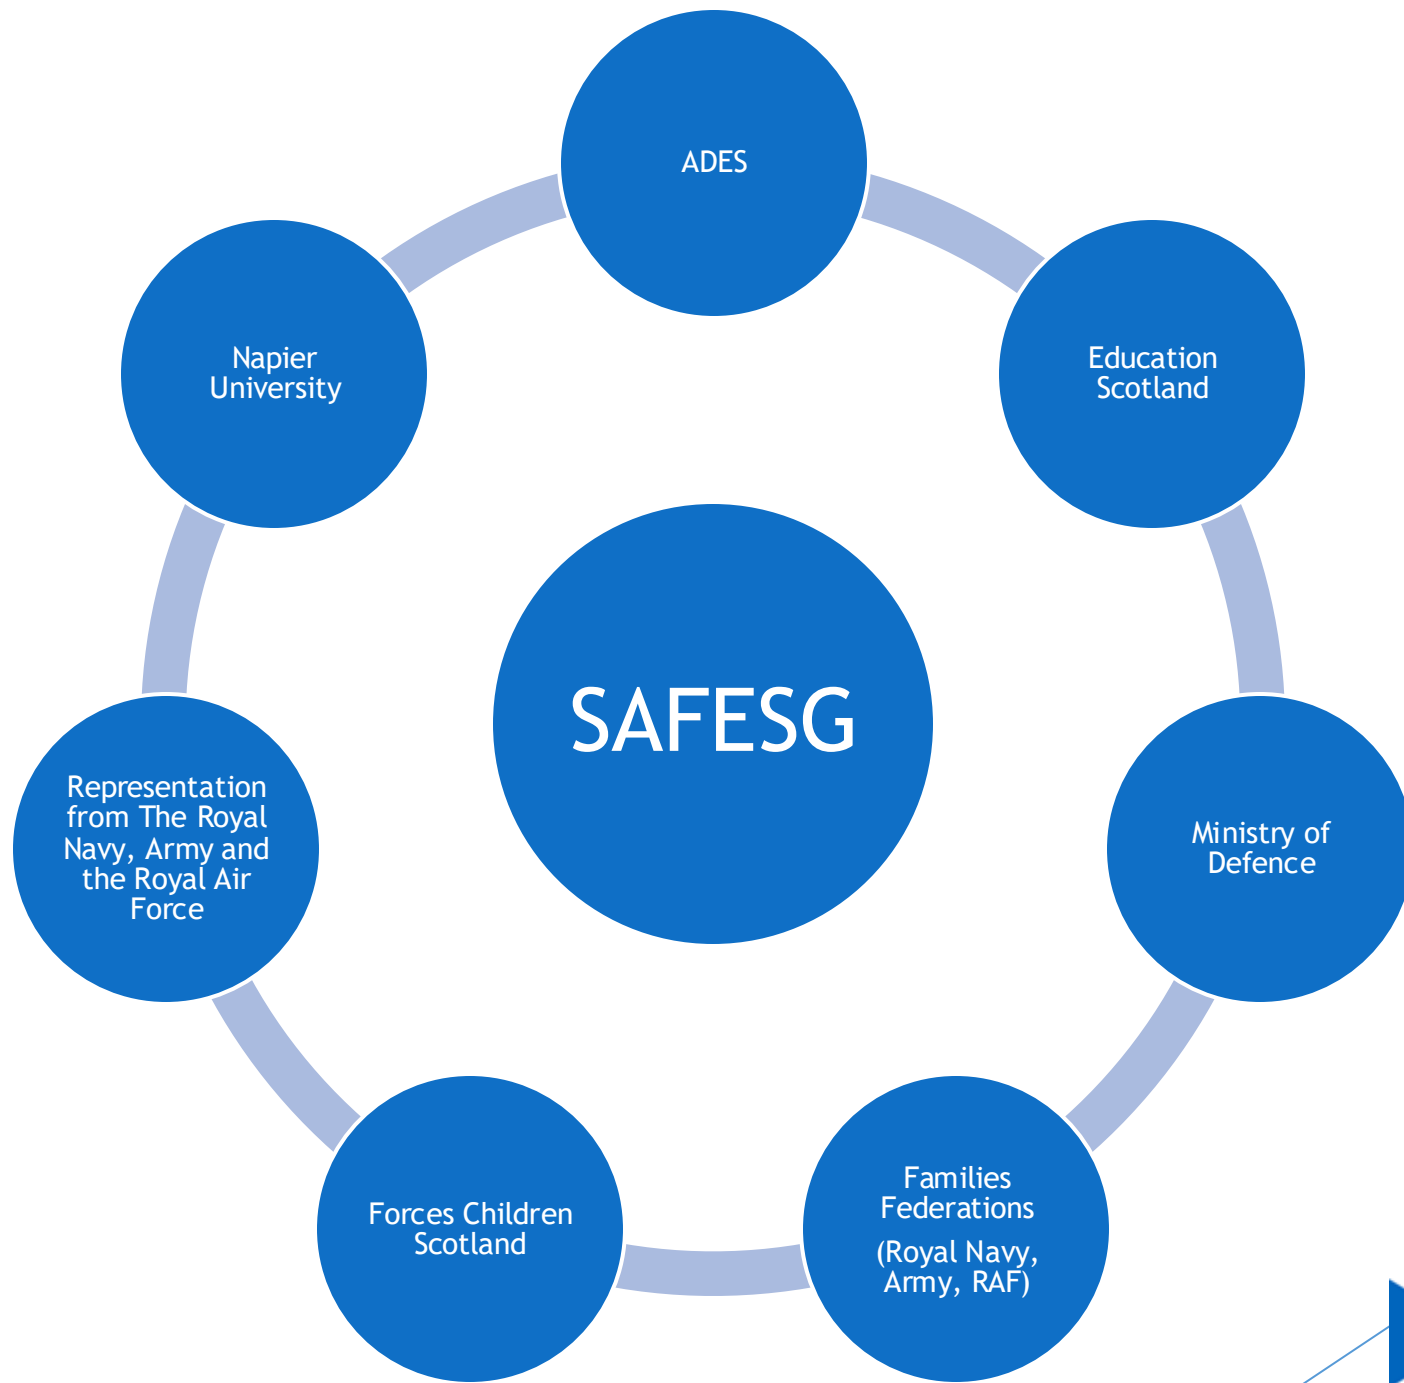 ADES
Education
Scotland
Ministry of
Defence
Families
Federations
(Royal Navy,
Army, RAF)
Forces Children
Scotland
Representation
from The Royal
Navy, Army and
the Royal Air
Force
Napier
University
SAFESG